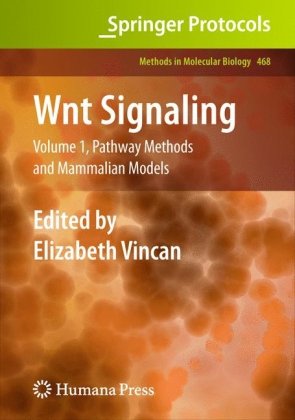 Springer Protocols
Methods in Molecular Biology 468
Wnt Signaling
Volume 1, Pathway Methods
and Mammalian Models
Edited by
Elizabeth Vincan
Humana Press